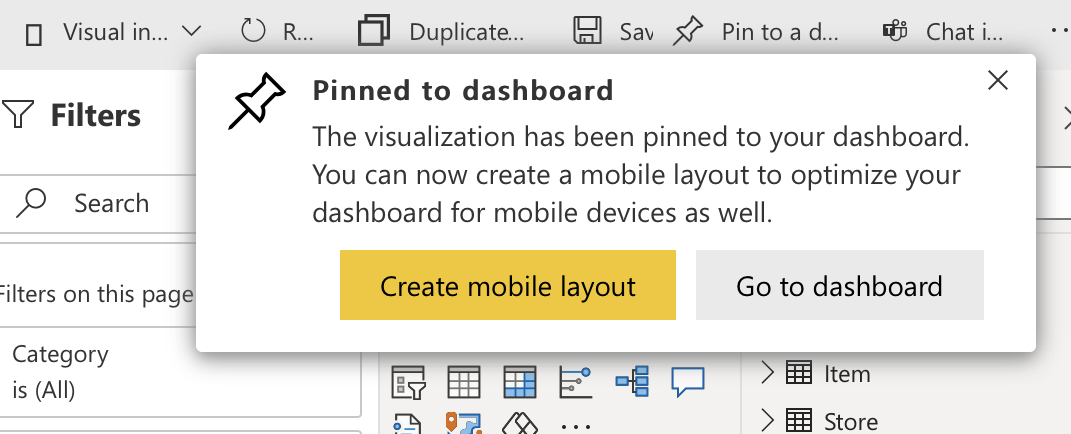 Visual in... R... Duplicate... Sav Pin to a d... Chat i... ..
Filters
Search
Filters on this page
Category
is (All)
Pinned to dashboard
The visualization has been pinned to your dashboard.
You can now create a mobile layout to optimize your
dashboard for mobile devices as well.
Create mobile layout Go to dashboard
...
Item
Store